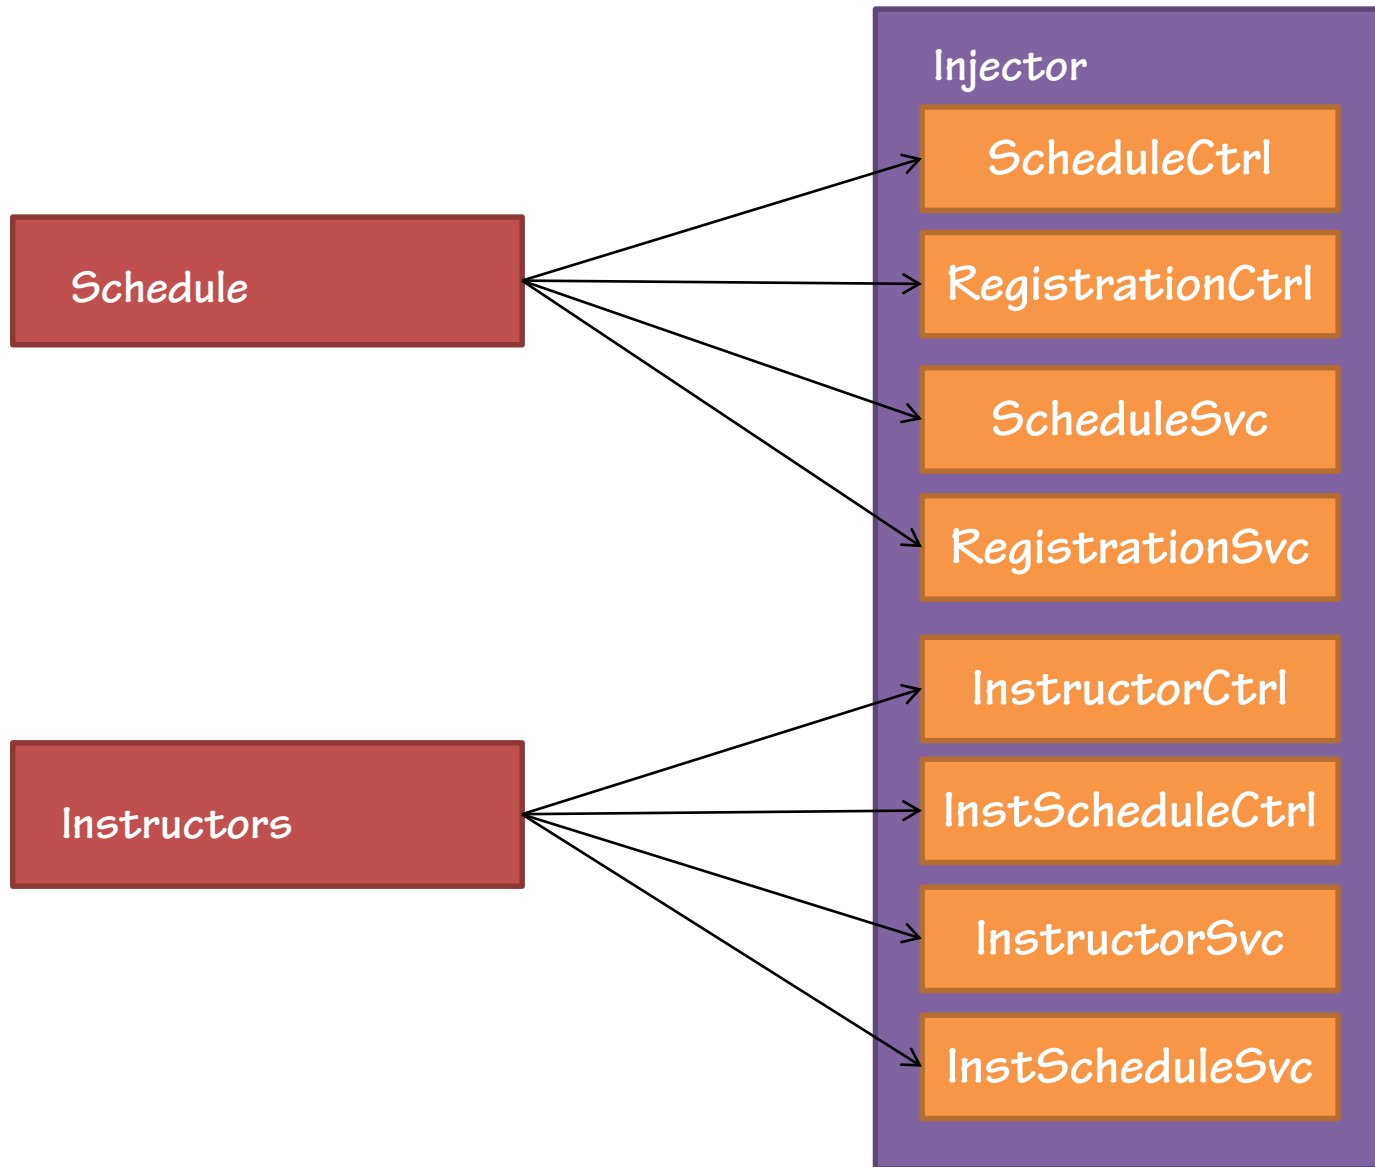 Injector
ScheduleCtrl
Schedule
RegistrationCtrl
ScheduleSvc
RegistrationSvc
InstructorCtrl
Instructors
InstScheduleCtrl
InstructorSvc
InstScheduleSvc